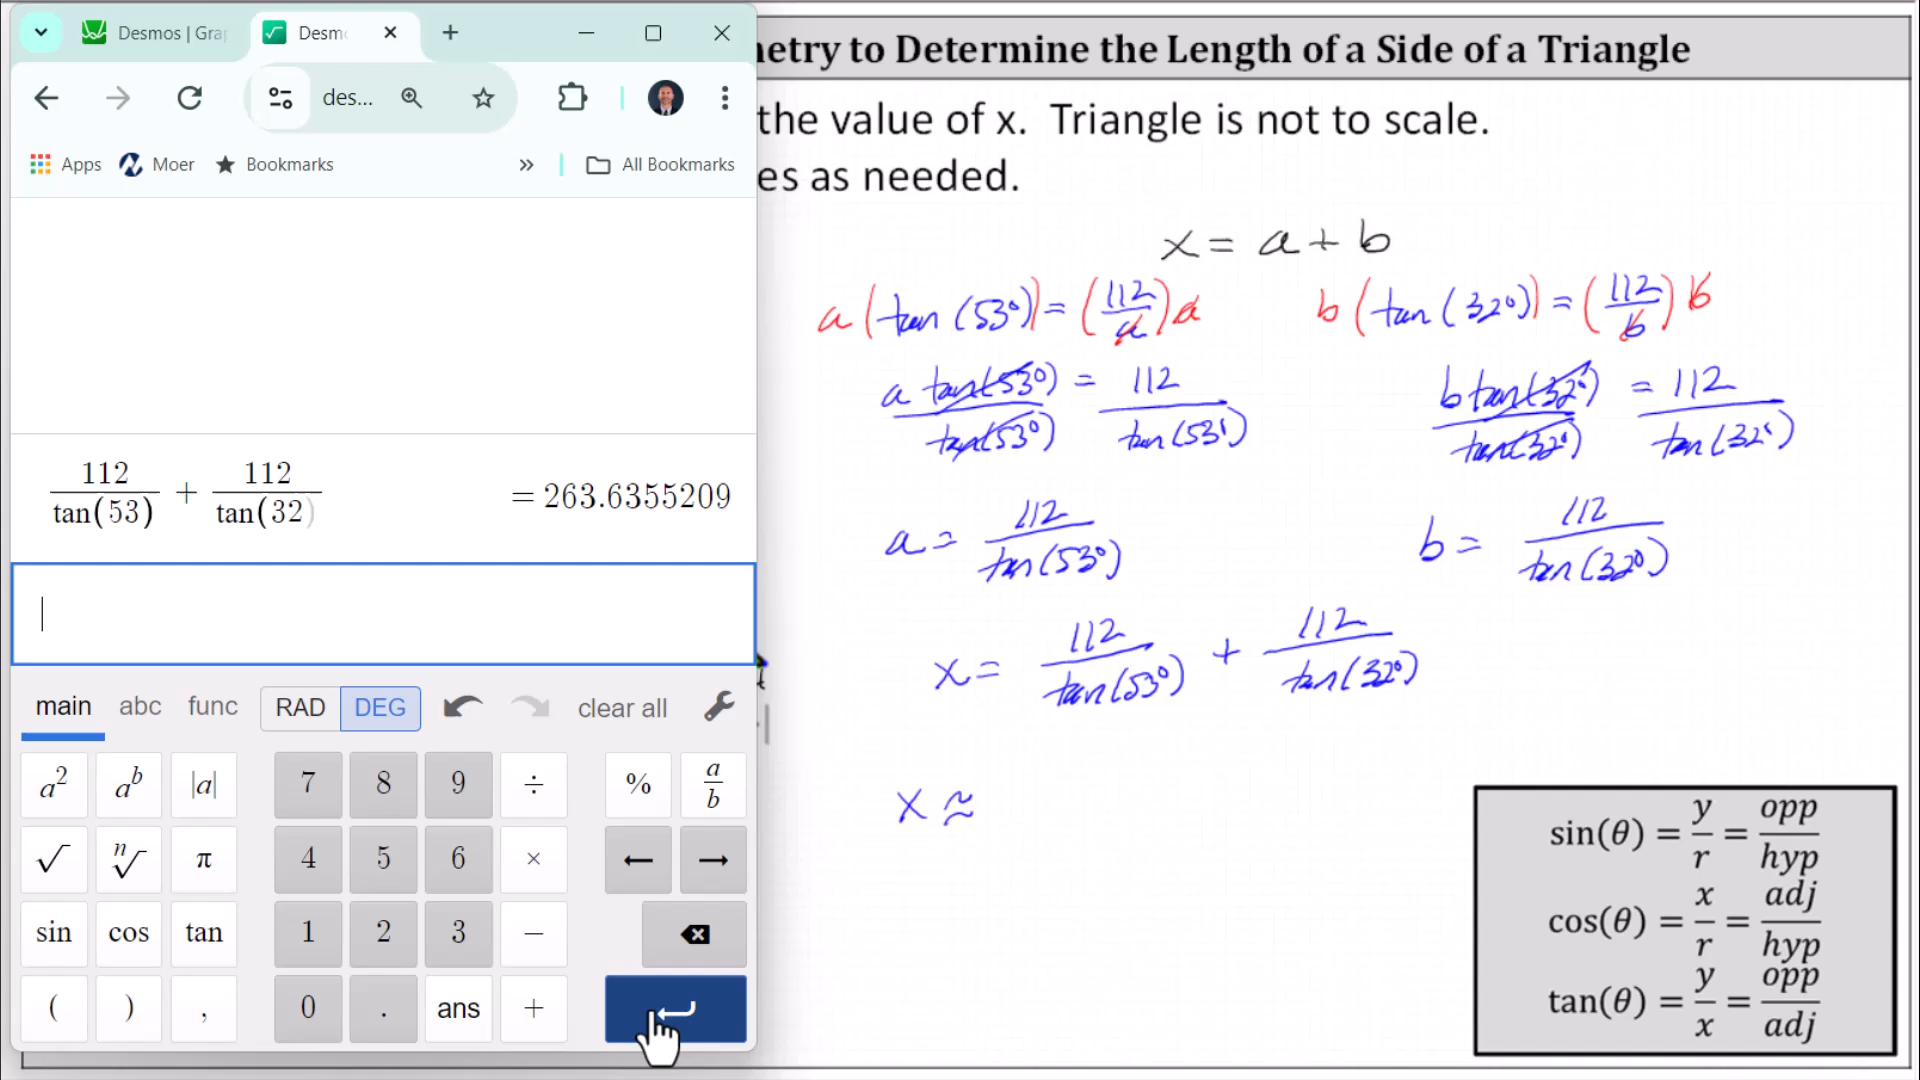 Desmos | Gra
Desmo
des...
Apps
Moer
Bookmarks
»
All Bookmarks
etry to Determine the Length of a Side of a Triangle
the value of x. Triangle is not to scale.
es as needed.
x = a + b
a (tan (53°)) = (112/a) a
b (tan (32°)) = (112/b) b
a tan(53°)/tan(53°) = 112/tan(53°)
b tan(32°)/tan(32°) = 112/tan(32°)
a = 112/tan(53°)
b = 112/tan(32°)
x = 112/tan(53°) + 112/tan(32°)
x ≈
112/tan(53) + 112/tan(32) = 263.6355209
main abc func RAD DEG clear all
a² aᵇ |a| 7 8 9 ÷ % a/b
√ ⁿ√ π 4 5 6 × ← →
sin cos tan 1 2 3 −
( ) , 0 . ans +
sin(θ) = y/r = opp/hyp
cos(θ) = x/r = adj/hyp
tan(θ) = y/x = opp/adj